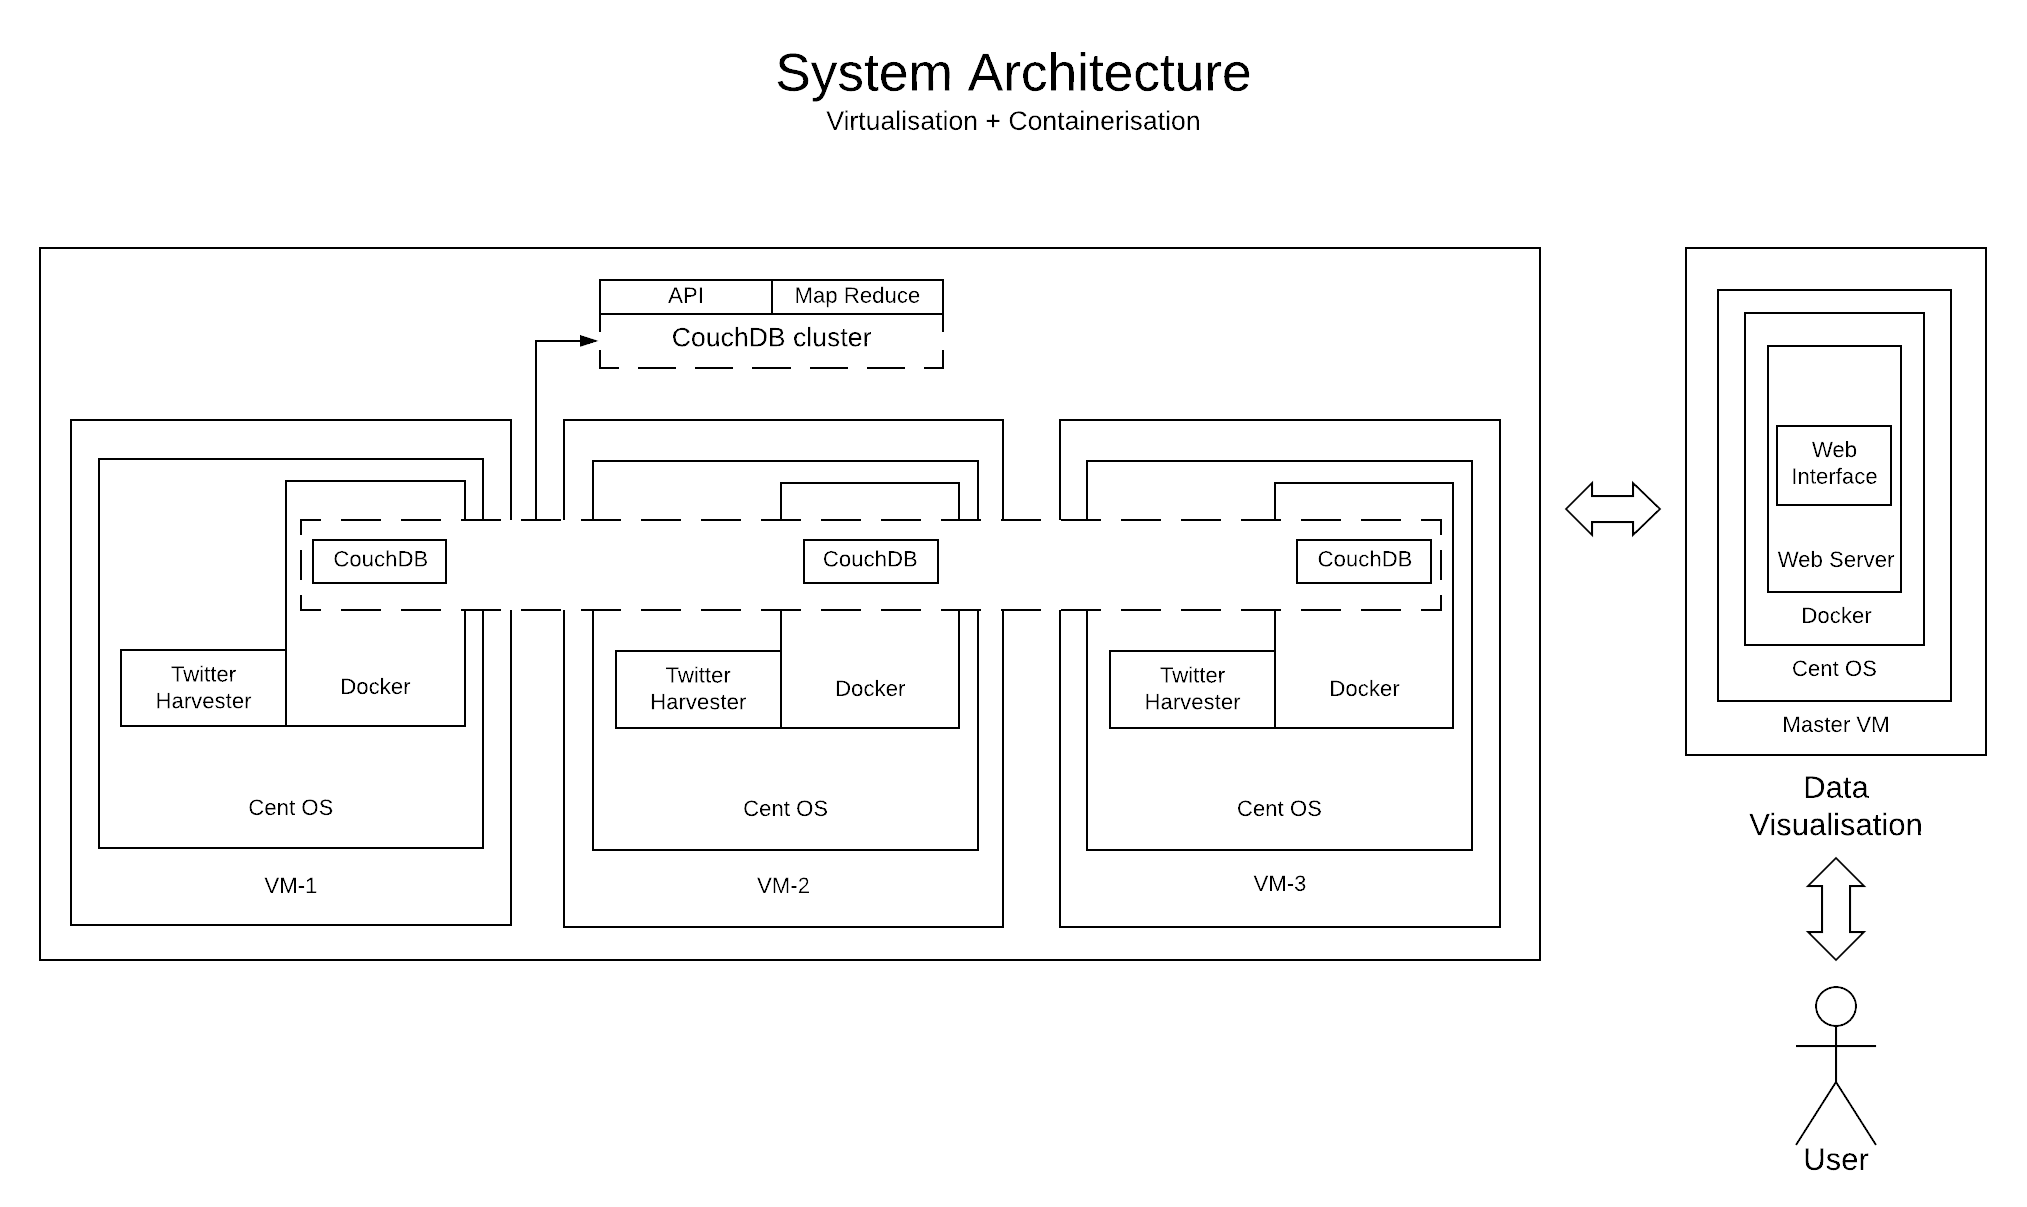 System Architecture
Virtualisation + Containerisation
API
Map Reduce
CouchDB cluster
CouchDB
Twitter
Harvester
Docker
Cent OS
VM-1
CouchDB
Twitter
Harvester
Docker
Cent OS
VM-2
CouchDB
Twitter
Harvester
Docker
Cent OS
VM-3
Web
Interface
Web Server
Docker
Cent OS
Master VM
Data
Visualisation
User